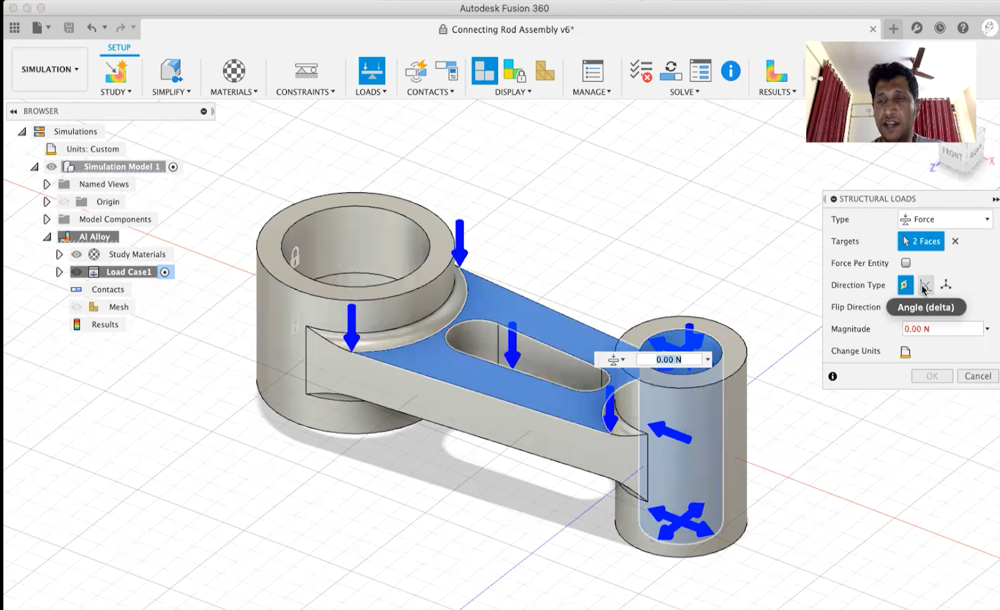 Autodesk Fusion 360
Connecting Rod Assembly v6*
SETUP
SIMULATION
STUDY
SIMPLIFY
MATERIALS
CONSTRAINTS
LOADS
CONTACTS
DISPLAY
MANAGE
SOLVE
RESULTS
BROWSER
Simulations
Units: Custom
Simulation Model 1
Named Views
Origin
Model Components
Al Alloy
Study Materials
Load Case1
Contacts
Mesh
Results
FRONT
Z
X
STRUCTURAL LOADS
Type Force
Targets 2 Faces
Force Per Entity
Direction Type
Flip Direction Angle (delta)
Magnitude 0.00 N
Change Units
OK Cancel
0.00 N